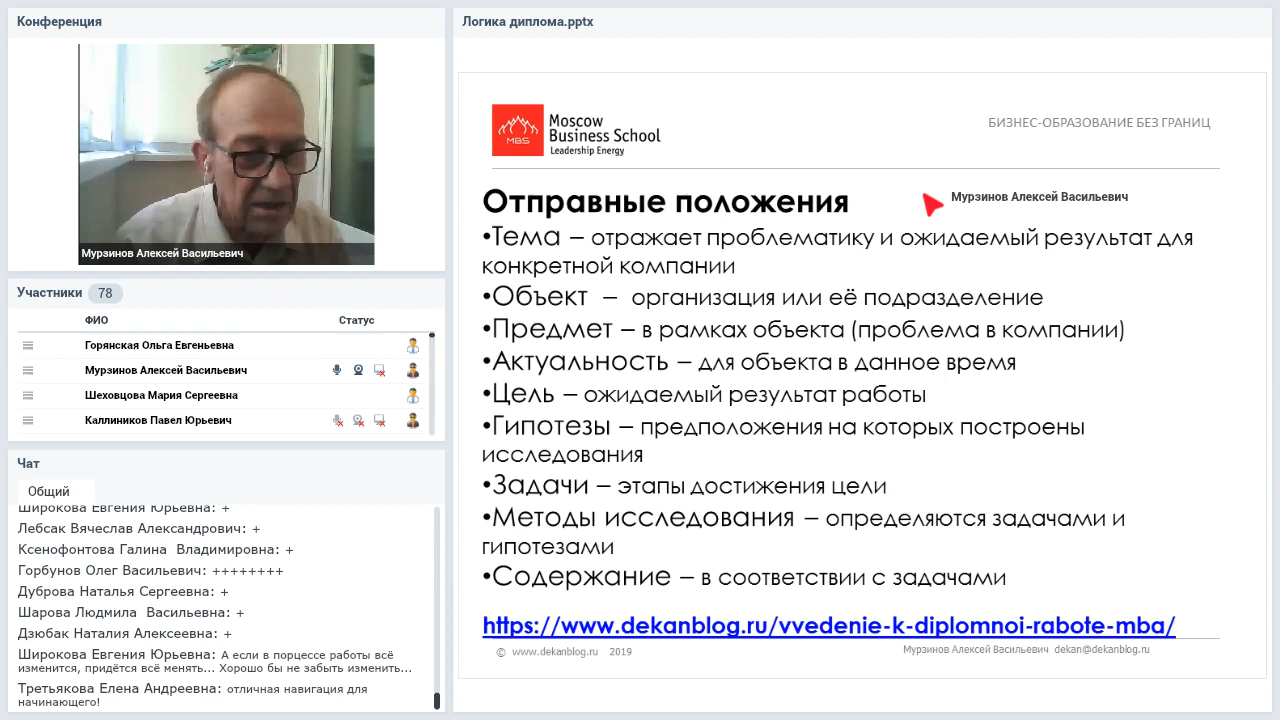 Конференция
Мурзинов Алексей Васильевич
Участники 78
ФИО Статус
Горянская Ольга Евгеньевна
Мурзинов Алексей Васильевич
Шеховцова Мария Сергеевна
Каллиников Павел Юрьевич
Чат
Общий
Широкова Евгения Юрьевна: +
Лебсак Вячеслав Александрович: +
Ксенофонтова Галина Владимировна: +
Горбунов Олег Васильевич: ++++++++
Дуброва Наталья Сергеевна: +
Шарова Людмила Васильевна: +
Дзюбак Наталия Алексеевна: +
Широкова Евгения Юрьевна: А если в порцессе работы всё
изменится, придётся всё менять... Хорошо бы не забыть изменить...
Третьякова Елена Андреевна: отличная навигация для
начинающего!
Логика диплома.pptx
MBS
Moscow
Business School
Leadership Energy
БИЗНЕС-ОБРАЗОВАНИЕ БЕЗ ГРАНИЦ
Отправные положения
Мурзинов Алексей Васильевич
•Тема – отражает проблематику и ожидаемый результат для
конкретной компании
•Объект – организация или её подразделение
•Предмет – в рамках объекта (проблема в компании)
•Актуальность – для объекта в данное время
•Цель – ожидаемый результат работы
•Гипотезы – предположения на которых построены
исследования
•Задачи – этапы достижения цели
•Методы исследования – определяются задачами и
гипотезами
•Содержание – в соответствии с задачами
https://www.dekanblog.ru/vvedenie-k-diplomnoi-rabote-mba/
© www.dekanblog.ru 2019
Мурзинов Алексей Васильевич dekan@dekanblog.ru